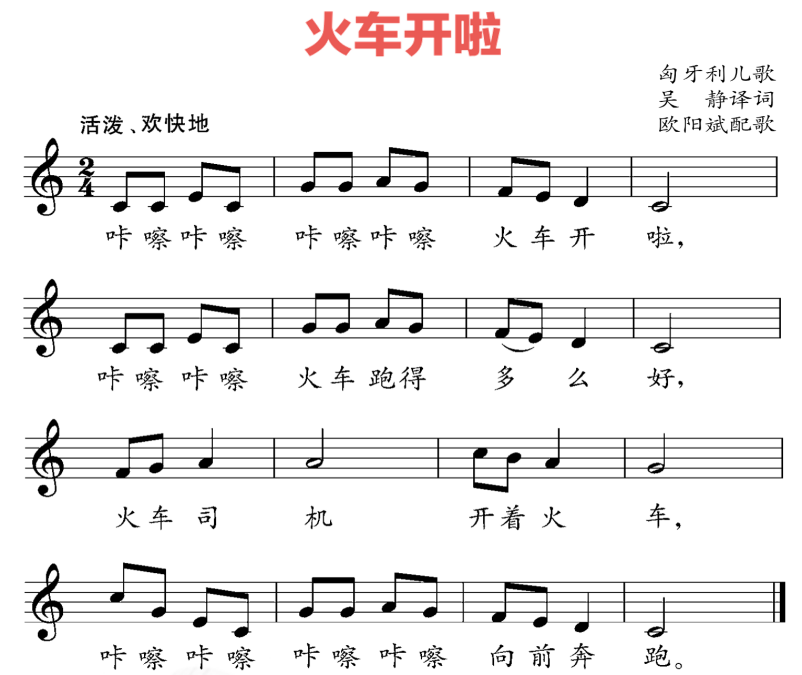 火车开啦
匈牙利儿歌
吴　静译词
欧阳斌配歌
活泼、欢快地
2
4
咔嚓咔嚓 咔嚓咔嚓 火车开 啦，
咔嚓咔嚓 火车跑得 多么 好，
火车司 机 开着火 车，
咔嚓咔嚓 咔嚓咔嚓 向前奔 跑。